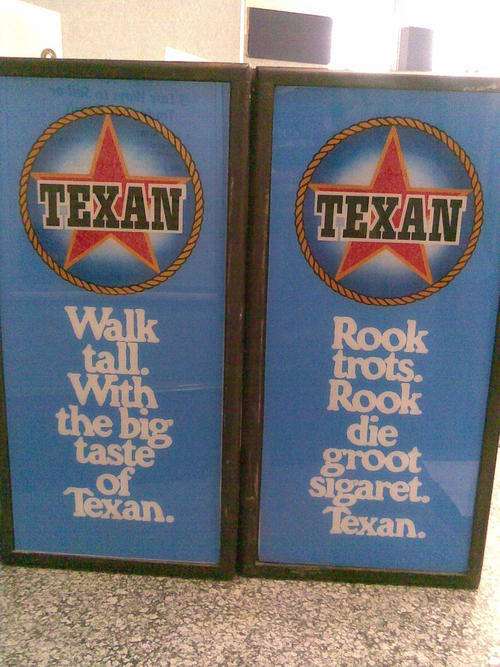 TEXAN
Walk
tall.
With
the big
taste
of
Texan.
TEXAN
Rook
trots.
Rook
die
groot
sigaret.
Texan.